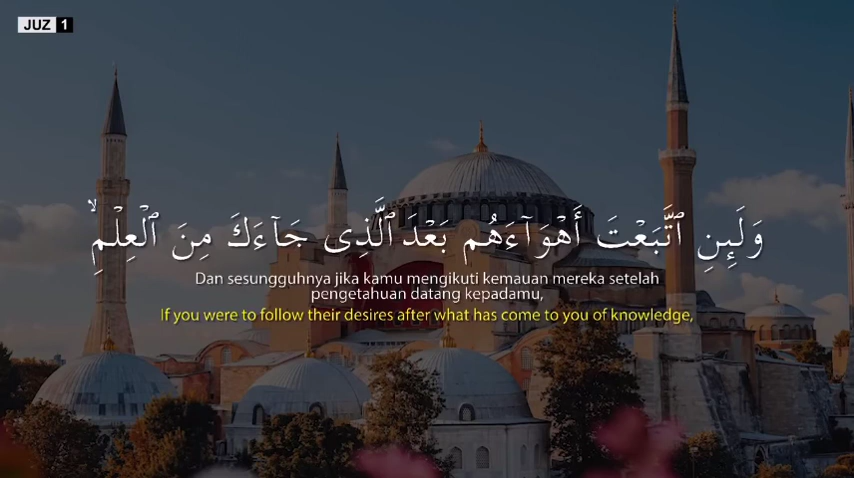 JUZ 1
وَلَئِنِ ٱتَّبَعْتَ أَهْوَآءَهُم بَعْدَ ٱلَّذِى جَآءَكَ مِنَ ٱلْعِلْمِ ۙ
Dan sesungguhnya jika kamu mengikuti kemauan mereka setelah
pengetahuan datang kepadamu,
If you were to follow their desires after what has come to you of knowledge,